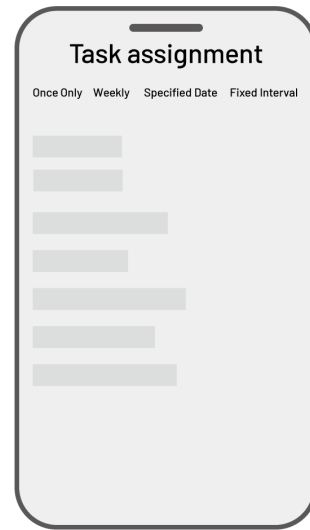 Task assignment
Once Only Weekly Specified Date Fixed Interval